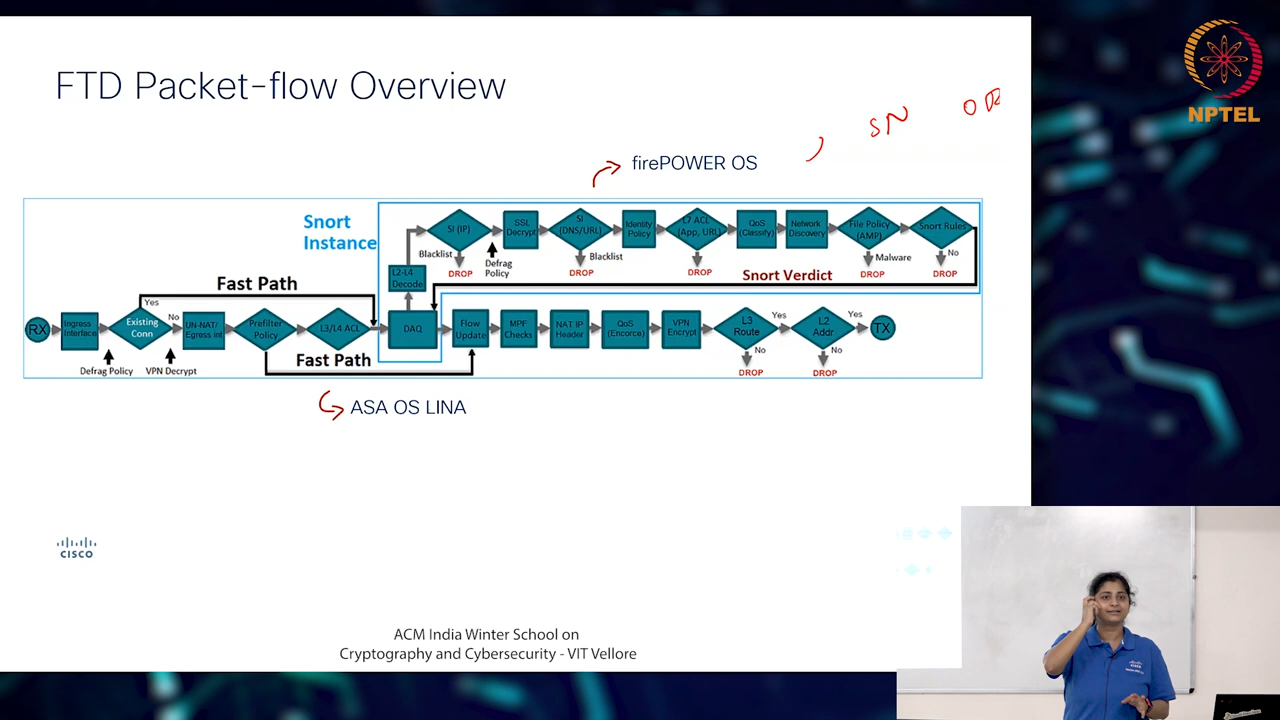 FTD Packet-flow Overview
NPTEL
SN
firePOWER OS
Snort
Instance
SI (IP)
SSL
Decrypt
SI
(DNS/URL)
Identity
Policy
L7 ACL
(App, URL)
QoS
(Classify)
Network
Discovery
File Policy
(AMP)
Snort Rules
Blacklist
DROP
Defrag
Policy
Blacklist
DROP
DROP
Malware
DROP
No
DROP
L2-L4
Decode
Snort Verdict
Fast Path
Yes
RX
Ingress
Interface
Existing
Conn
No
UN-NAT/
Egress int
Prefilter
Policy
L3/L4 ACL
DAQ
Flow
Update
MPF
Checks
NAT IP
Header
QoS
(Encorce)
VPN
Encrypt
L3
Route
Yes
L2
Addr
Yes
TX
No
DROP
No
DROP
Defrag Policy
VPN Decrypt
Fast Path
ASA OS LINA
CISCO
ACM India Winter School on
Cryptography and Cybersecurity - VIT Vellore